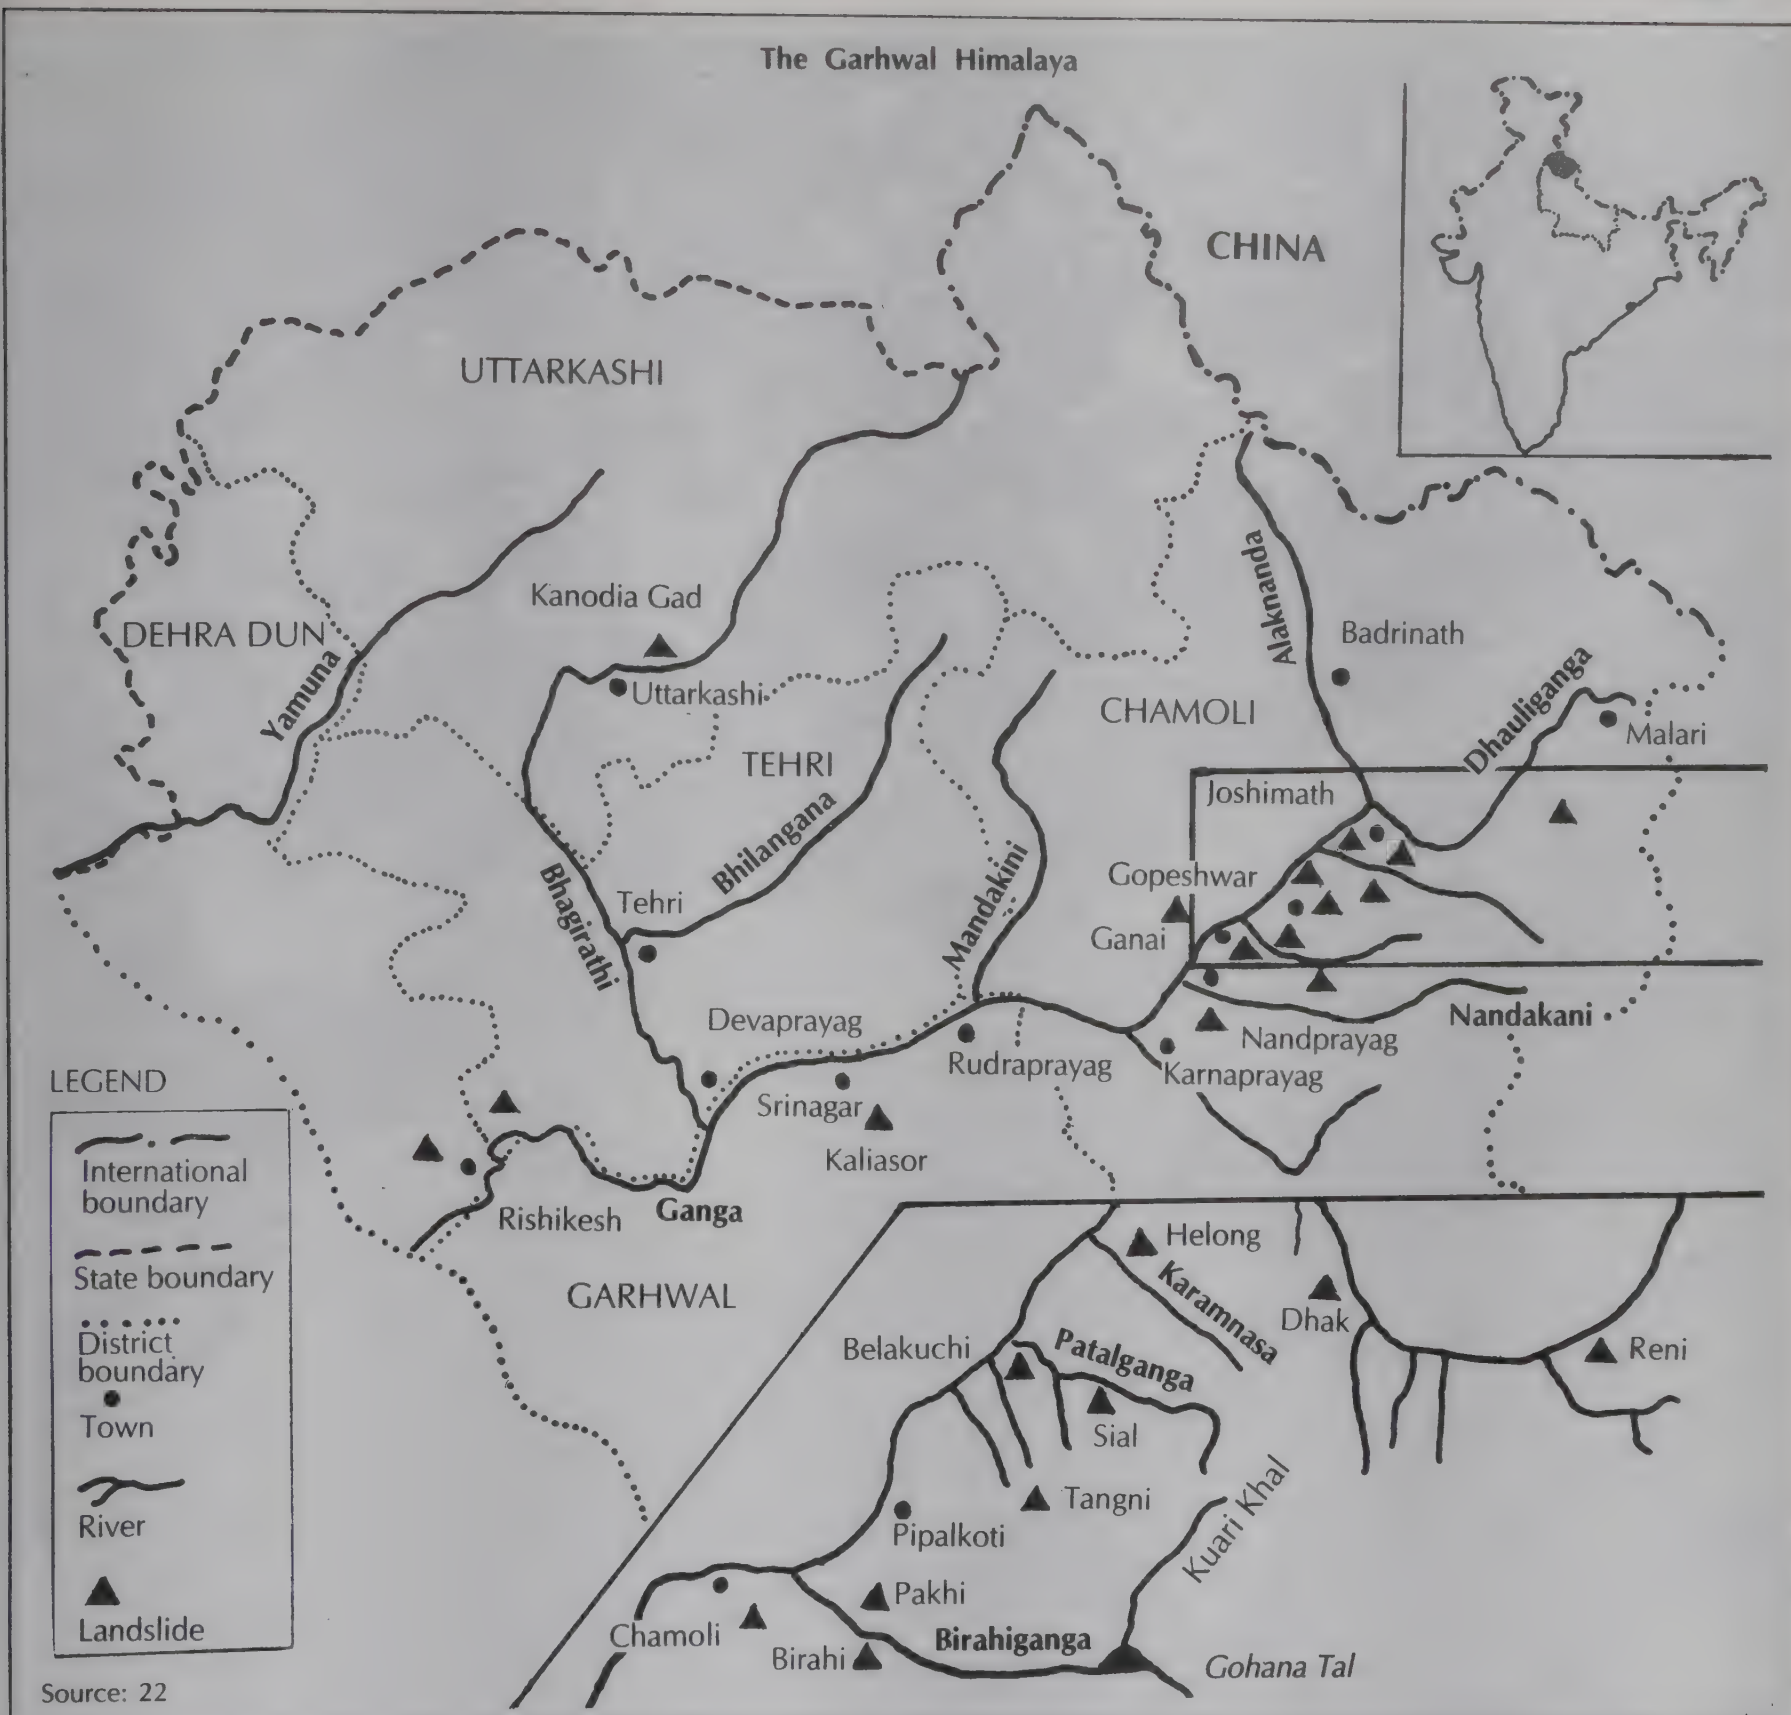 The Garhwal Himalaya
CHINA
UTTARKASHI
Alaknanda
Kanodia Gad
DEHRA DUN
Badrinath
Yamuna
Uttarkashi
Dhauliganga
CHAMOLI
Malari
TEHRI
Joshimath
Bhilangana
Bhagirathi
Tehri
Mandakini
Gopeshwar
Ganai
Devaprayag
Nandakani
Nandprayag
Rudraprayag
Karnaprayag
Srinagar
Kaliasor
Rishikesh
Ganga
GARHWAL
LEGEND
International
boundary
State boundary
District
boundary
Town
River
Landslide
Helong
Karamnasa
Dhak
Belakuchi
Patalganga
Reni
Sial
Tangni
Kuari Khal
Pipalkoti
Pakhi
Chamoli
Birahi
Birahiganga
Gohana Tal
Source: 22